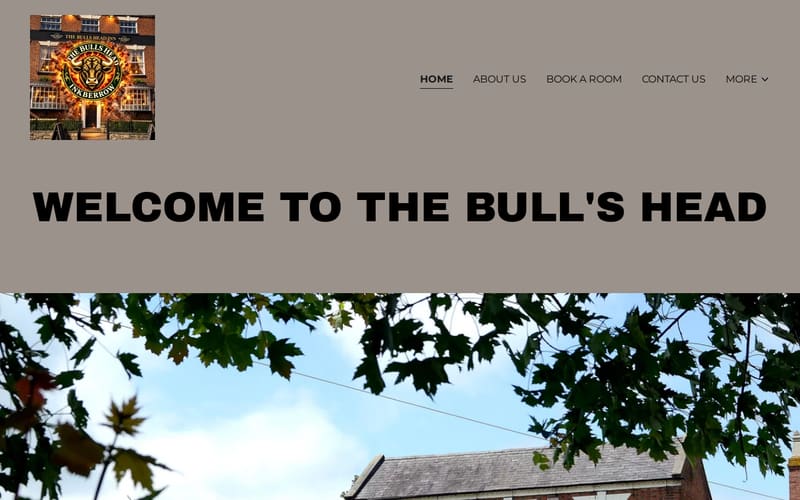 THE BULLS HEAD INN
THE BULLS HEAD
INKBERROW
HOME
ABOUT US
BOOK A ROOM
CONTACT US
MORE
WELCOME TO THE BULL'S HEAD